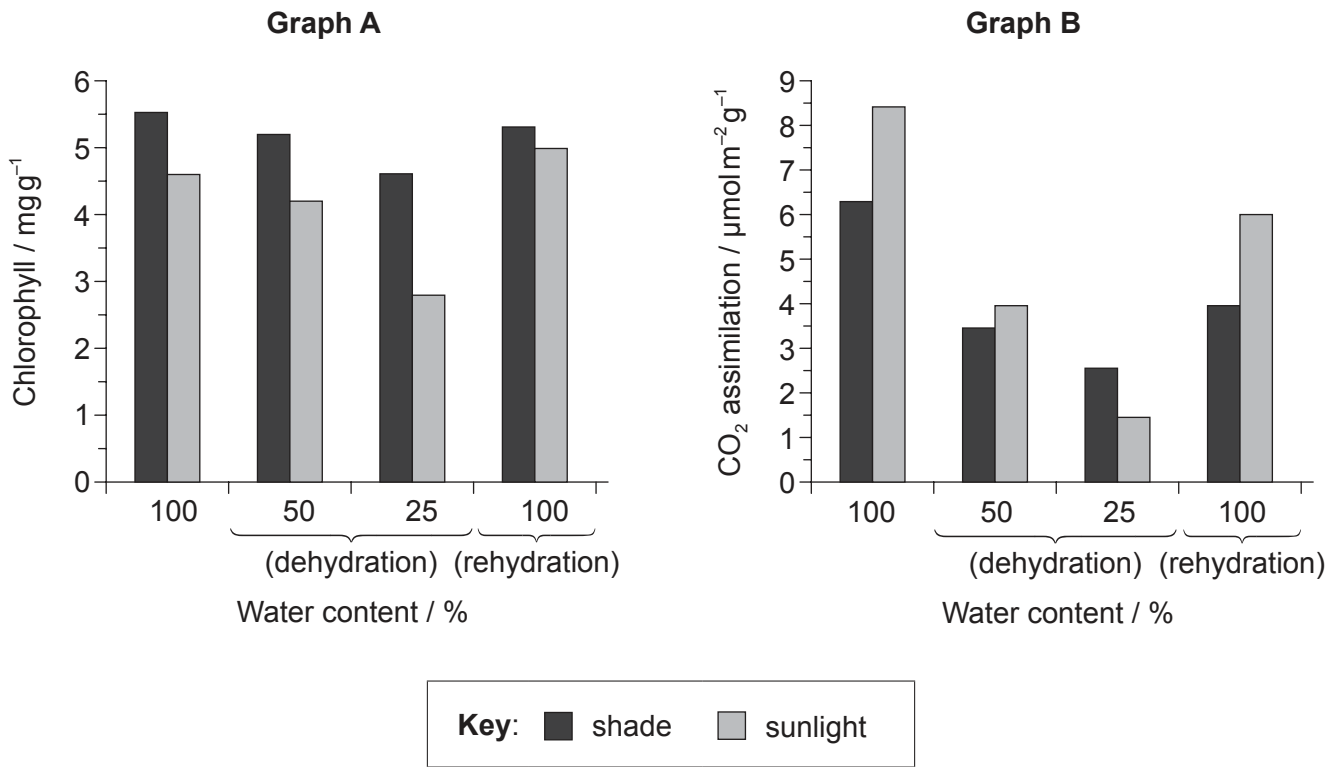 Graph A
6
5
4
3
2
1
0
Chlorophyll / mg g⁻¹
100 50 25 100
(dehydration) (rehydration)
Water content / %
Graph B
9
8
7
6
5
4
3
2
1
0
CO₂ assimilation / µmol m⁻² g⁻¹
100 50 25 100
(dehydration) (rehydration)
Water content / %
Key: shade sunlight